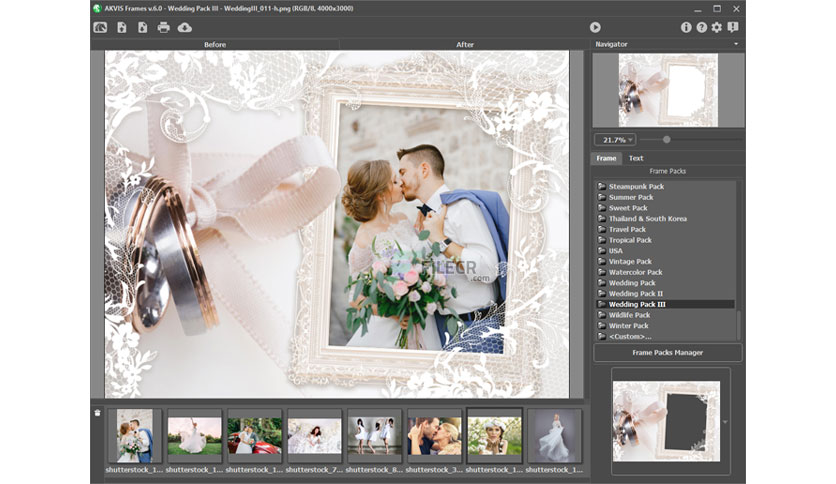 AKVIS Frames v.6.0 - Wedding Pack III - WeddingIII_011-h.png (RGB/8, 4000x3000)
Before
After
Navigator
21.7%
Frame
Text
Frame Packs
Steampunk Pack
Summer Pack
Sweet Pack
Thailand & South Korea
Travel Pack
Tropical Pack
USA
Vintage Pack
Watercolor Pack
Wedding Pack
Wedding Pack II
Wedding Pack III
Wildlife Pack
Winter Pack
<Custom>...
Frame Packs Manager
FILECR
.com
shutterstock_1...
shutterstock_1...
shutterstock_1...
shutterstock_7...
shutterstock_8...
shutterstock_3...
shutterstock_1...
shutterstock_1...